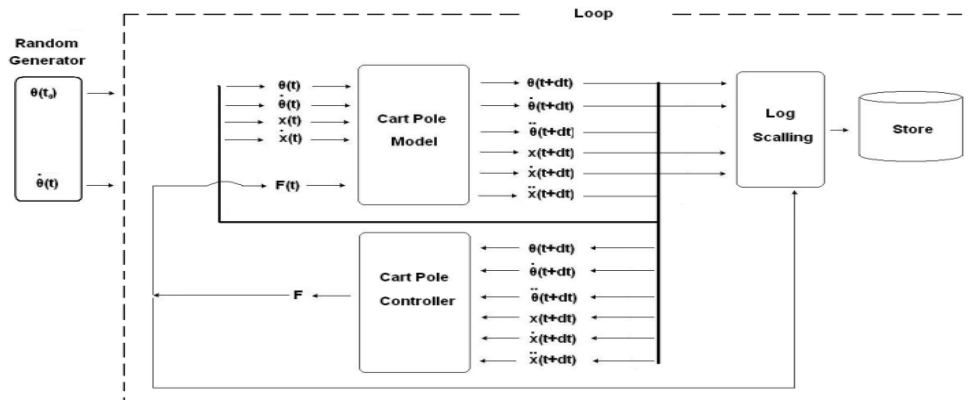 Loop
Random
Generator
θ(t₀)
θ̇(t)
θ(t)
θ̇(t)
x(t)
ẋ(t)
F(t)
Cart Pole
Model
θ(t+dt)
θ̇(t+dt)
θ̈(t+dt)
x(t+dt)
ẋ(t+dt)
ẍ(t+dt)
Log
Scalling
Store
F
Cart Pole
Controller
θ(t+dt)
θ̇(t+dt)
θ̈(t+dt)
x(t+dt)
ẋ(t+dt)
ẍ(t+dt)